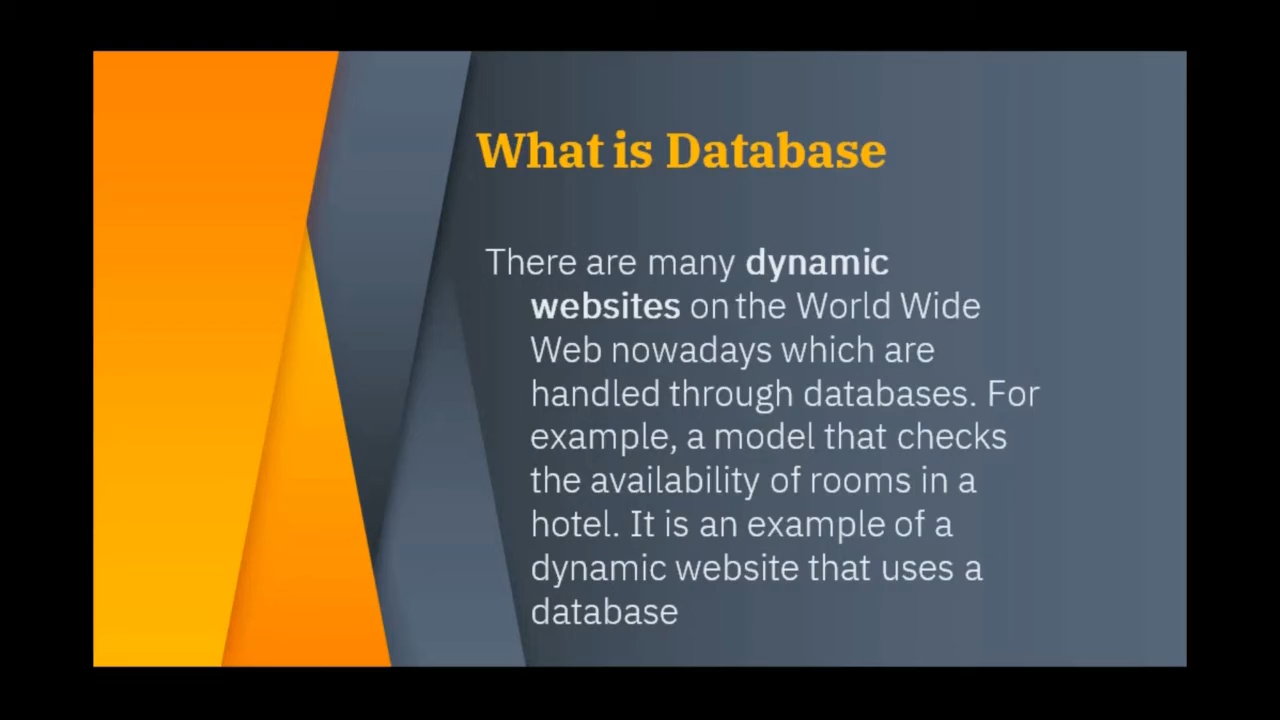 What is Database
There are many dynamic
websites on the World Wide
Web nowadays which are
handled through databases. For
example, a model that checks
the availability of rooms in a
hotel. It is an example of a
dynamic website that uses a
database